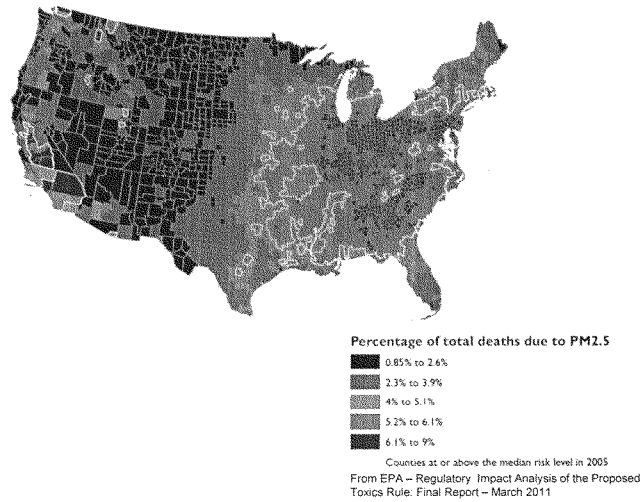 Percentage of total deaths due to PM2.5
0.85% to 2.6%
2.3% to 3.9%
4% to 5.1%
5.2% to 6.1%
6.1% to 9%
Counties at or above the median risk level in 2005
From EPA – Regulatory Impact Analysis of the Proposed
Toxics Rule: Final Report – March 2011